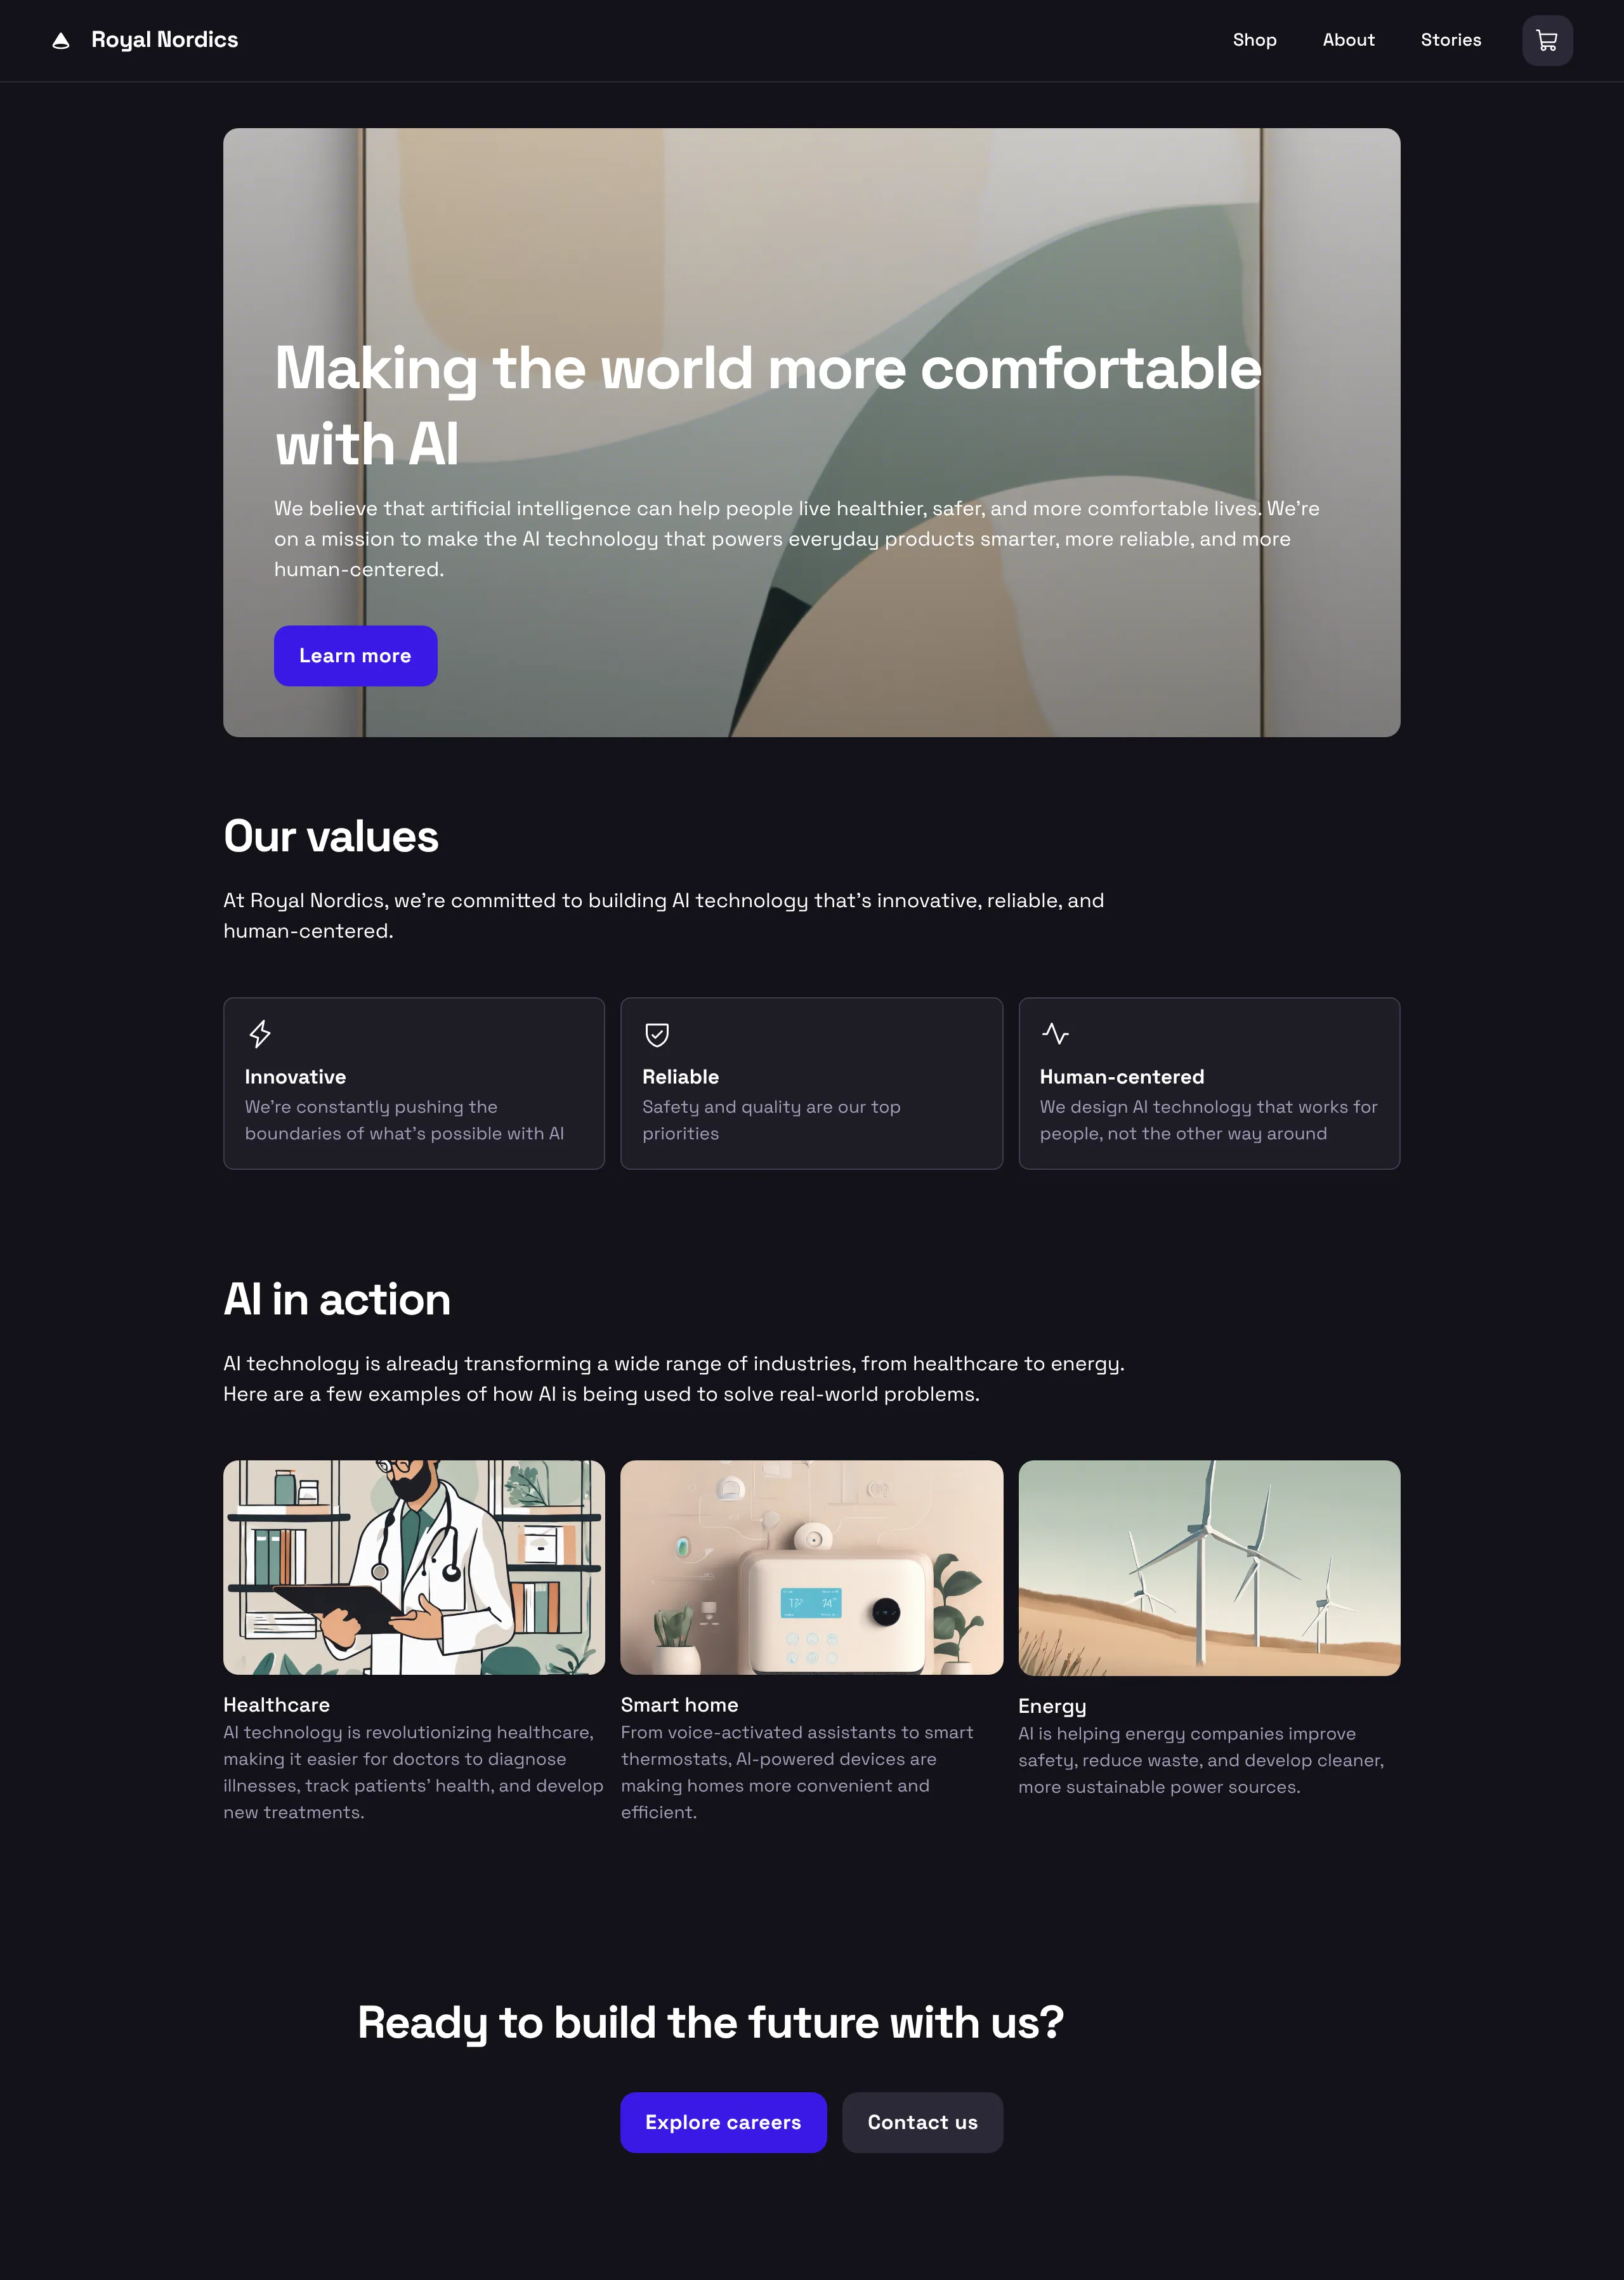 Royal Nordics
Shop
About
Stories
Making the world more comfortable
with AI
We believe that artificial intelligence can help people live healthier, safer, and more comfortable lives. We're
on a mission to make the AI technology that powers everyday products smarter, more reliable, and more
human-centered.
Learn more
Our values
At Royal Nordics, we're committed to building AI technology that's innovative, reliable, and
human-centered.
Innovative
We're constantly pushing the
boundaries of what's possible with AI
Reliable
Safety and quality are our top
priorities
Human-centered
We design AI technology that works for
people, not the other way around
AI in action
AI technology is already transforming a wide range of industries, from healthcare to energy.
Here are a few examples of how AI is being used to solve real-world problems.
Healthcare
AI technology is revolutionizing healthcare,
making it easier for doctors to diagnose
illnesses, track patients' health, and develop
new treatments.
Smart home
From voice-activated assistants to smart
thermostats, AI-powered devices are
making homes more convenient and
efficient.
Energy
AI is helping energy companies improve
safety, reduce waste, and develop cleaner,
more sustainable power sources.
Ready to build the future with us?
Explore careers
Contact us